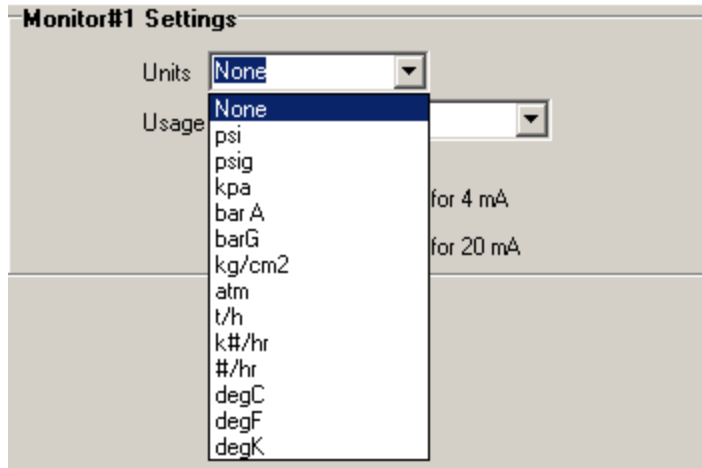 Monitor#1 Settings
Units None
Usage
None
psi
psig
kpa
bar A
barG
kg/cm2
atm
t/h
k#/hr
#/hr
degC
degF
degK
for 4 mA
for 20 mA